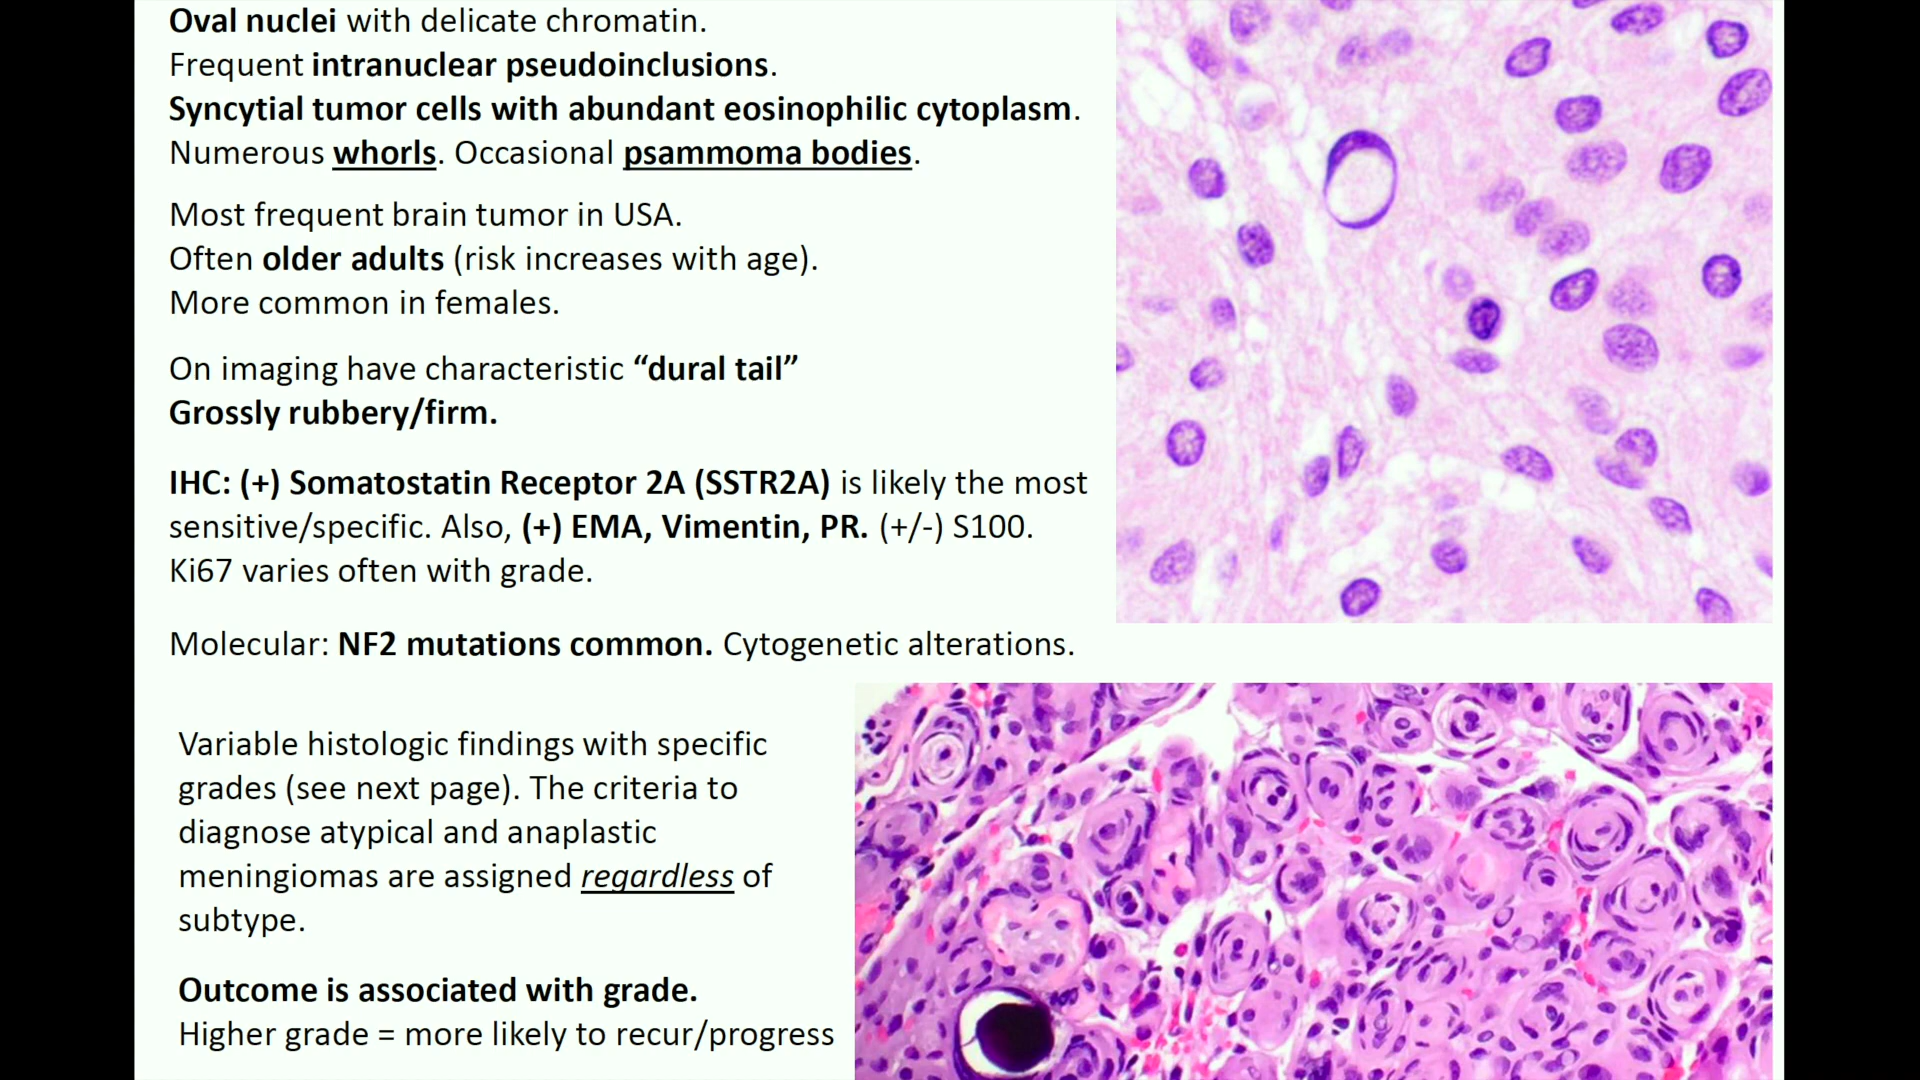 Oval nuclei with delicate chromatin.
Frequent intranuclear pseudoinclusions.
Syncytial tumor cells with abundant eosinophilic cytoplasm.
Numerous whorls. Occasional psammoma bodies.
Most frequent brain tumor in USA.
Often older adults (risk increases with age).
More common in females.
On imaging have characteristic “dural tail”
Grossly rubbery/firm.
IHC: (+) Somatostatin Receptor 2A (SSTR2A) is likely the most
sensitive/specific. Also, (+) EMA, Vimentin, PR. (+/-) S100.
Ki67 varies often with grade.
Molecular: NF2 mutations common. Cytogenetic alterations.
Variable histologic findings with specific
grades (see next page). The criteria to
diagnose atypical and anaplastic
meningiomas are assigned regardless of
subtype.
Outcome is associated with grade.
Higher grade = more likely to recur/progress